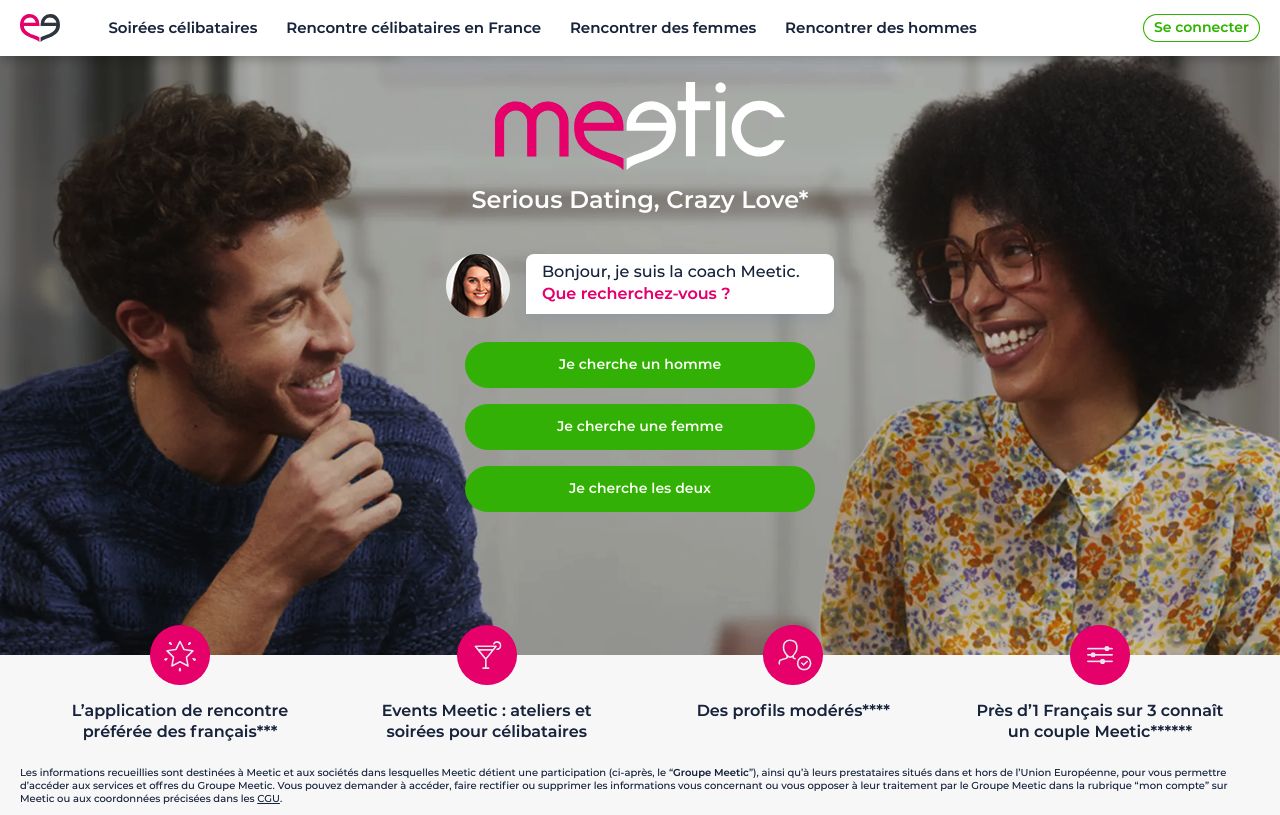 Soirées célibataires
Rencontre célibataires en France
Rencontrer des femmes
Rencontrer des hommes
Se connecter
meetic
Serious Dating, Crazy Love*
Bonjour, je suis la coach Meetic.
Que recherchez-vous ?
Je cherche un homme
Je cherche une femme
Je cherche les deux
L’application de rencontre
préférée des français***
Events Meetic : ateliers et
soirées pour célibataires
Des profils modérés****
Près d’1 Français sur 3 connaît
un couple Meetic******
Les informations recueillies sont destinées à Meetic et aux sociétés dans lesquelles Meetic détient une participation (ci-après, le “Groupe Meetic”), ainsi qu’à leurs prestataires situés dans et hors de l’Union Européenne, pour vous permettre
d’accéder aux services et offres du Groupe Meetic. Vous pouvez demander à accéder, faire rectifier ou supprimer les informations vous concernant ou vous opposer à leur traitement par le Groupe Meetic dans la rubrique “mon compte” sur
Meetic ou aux coordonnées précisées dans les CGU.